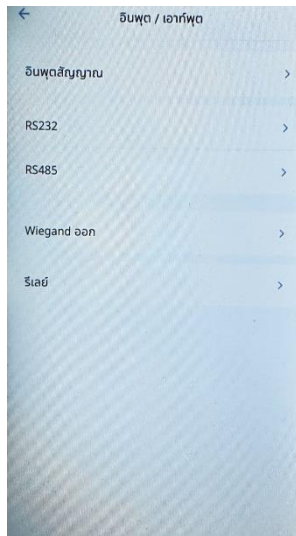 อินพุต / เอาท์พุต
อินพุตสัญญาณ
RS232
RS485
Wiegand ออก
รีเลย์